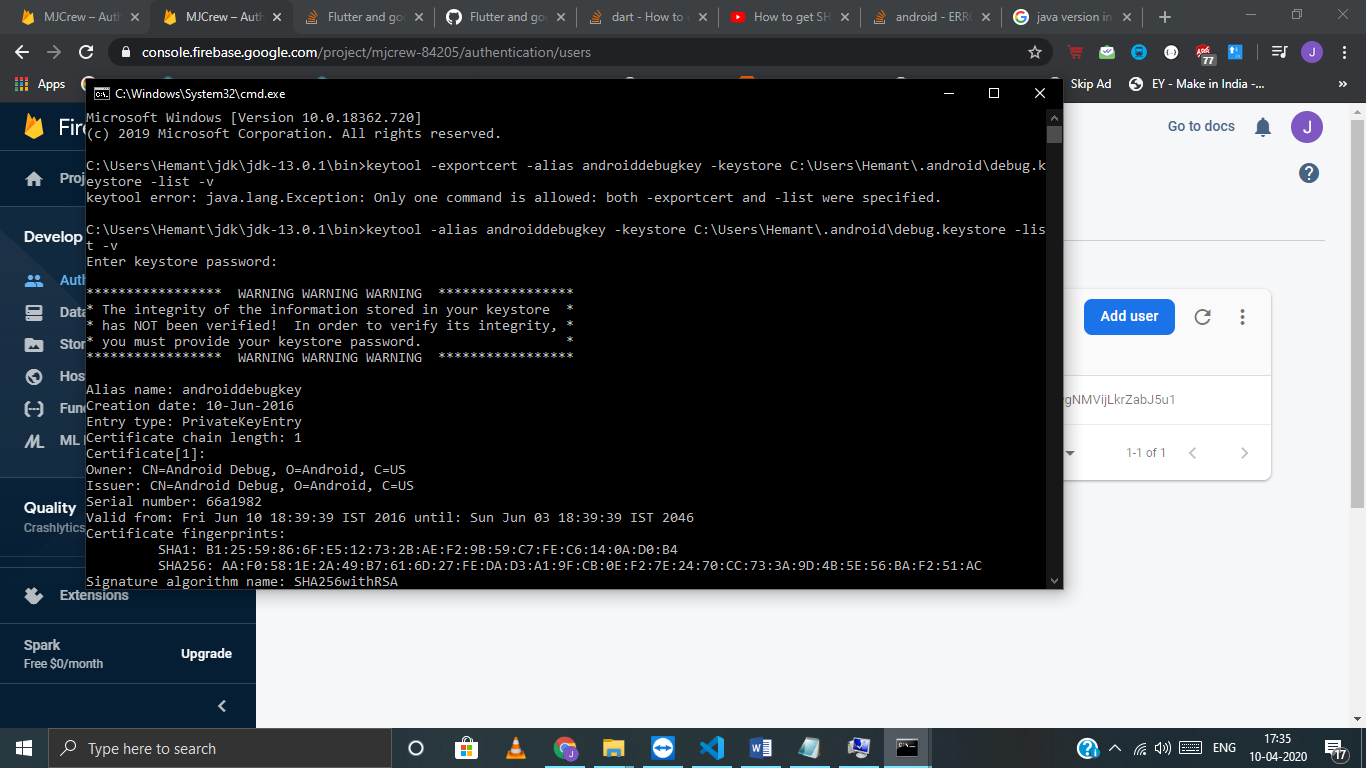 MJCrew – Auth
MJCrew – Auth
Flutter and goo
Flutter and goo
dart - How to u
How to get SH
android - ERRO
java version in
console.firebase.google.com/project/mjcrew-84205/authentication/users
77
J
Apps
Skip Ad
EY - Make in India -...
»
C:\Windows\System32\cmd.exe
Microsoft Windows [Version 10.0.18362.720]
(c) 2019 Microsoft Corporation. All rights reserved.
C:\Users\Hemant\jdk\jdk-13.0.1\bin>keytool -exportcert -alias androiddebugkey -keystore C:\Users\Hemant\.android\debug.k
eystore -list -v
keytool error: java.lang.Exception: Only one command is allowed: both -exportcert and -list were specified.
C:\Users\Hemant\jdk\jdk-13.0.1\bin>keytool -alias androiddebugkey -keystore C:\Users\Hemant\.android\debug.keystore -lis
t -v
Enter keystore password:
*****************  WARNING WARNING WARNING  *****************
* The integrity of the information stored in your keystore  *
* has NOT been verified!  In order to verify its integrity, *
* you must provide your keystore password.                  *
*****************  WARNING WARNING WARNING  *****************
Alias name: androiddebugkey
Creation date: 10-Jun-2016
Entry type: PrivateKeyEntry
Certificate chain length: 1
Certificate[1]:
Owner: CN=Android Debug, O=Android, C=US
Issuer: CN=Android Debug, O=Android, C=US
Serial number: 66a1982
Valid from: Fri Jun 10 18:39:39 IST 2016 until: Sun Jun 03 18:39:39 IST 2046
Certificate fingerprints:
SHA1: B1:25:59:86:6F:E5:12:73:2B:AE:F2:9B:59:C7:FE:C6:14:0A:D0:B4
SHA256: AA:F0:58:1E:2A:49:B7:61:6D:27:FE:DA:D3:A1:9F:CB:0E:F2:7E:24:70:CC:73:3A:9D:4B:5E:56:BA:F2:51:AC
Signature algorithm name: SHA256withRSA
Fire
Proj
Develop
Auth
Data
Stor
Hos
Fun
ML
Quality
Crashlytics
Extensions
Spark
Free $0/month
Upgrade
Go to docs
J
Add user
gNMVijLkrZabJ5u1
1-1 of 1
Type here to search
ENG
17:35
10-04-2020
17